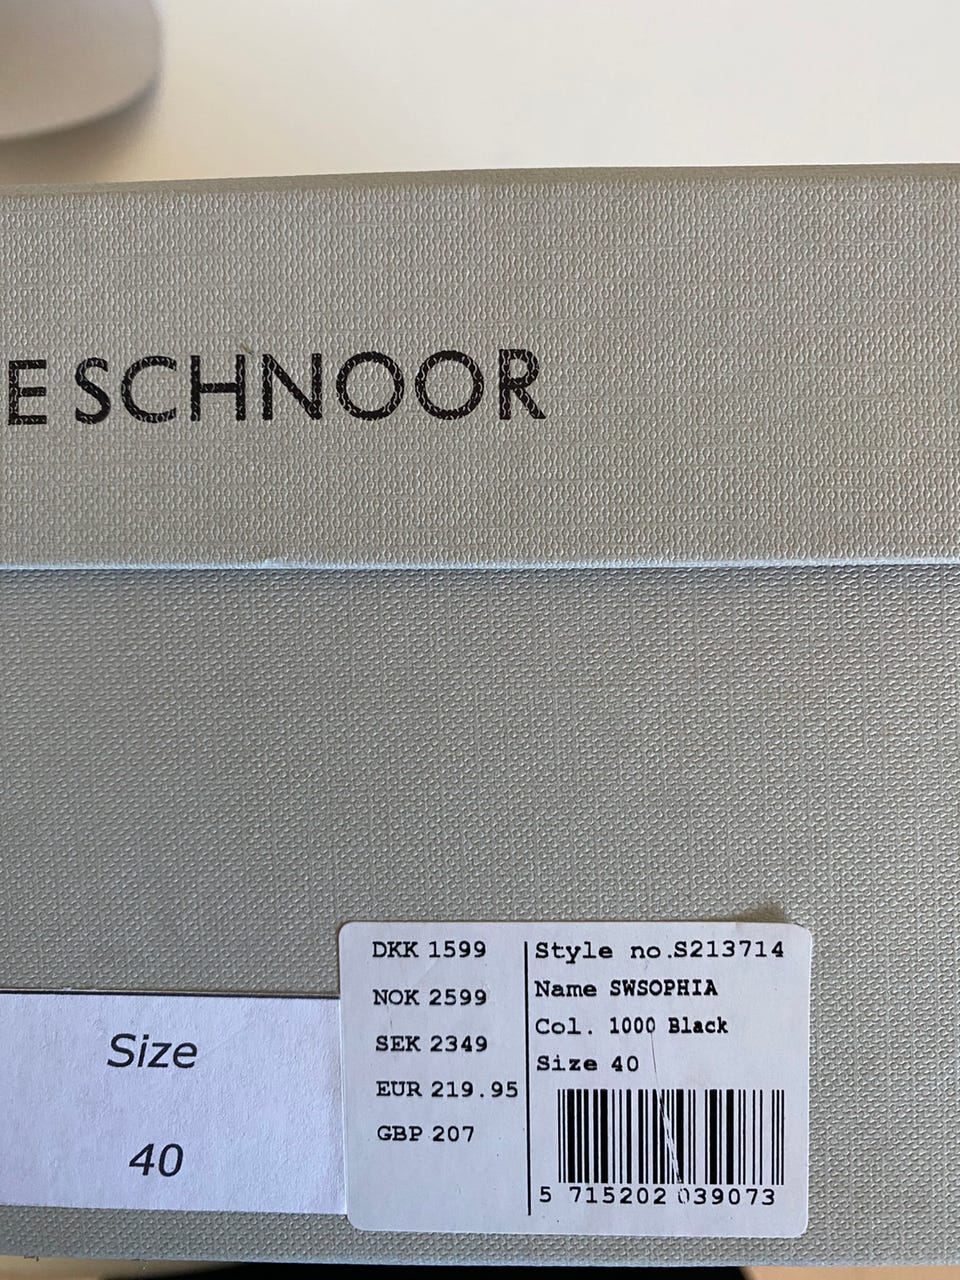 E SCHNOOR
Size
40
DKK 1599
NOK 2599
SEK 2349
EUR 219.95
GBP 207
Style no.S213714
Name SWSOPHIA
Col. 1000 Black
Size 40
5 715202 039073